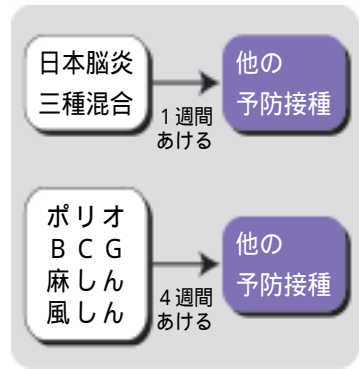 日本脳炎
三種混合
1週間
あける
他の
予防接種
ポリオ
BCG
麻しん
風しん
4週間
あける
他の
予防接種